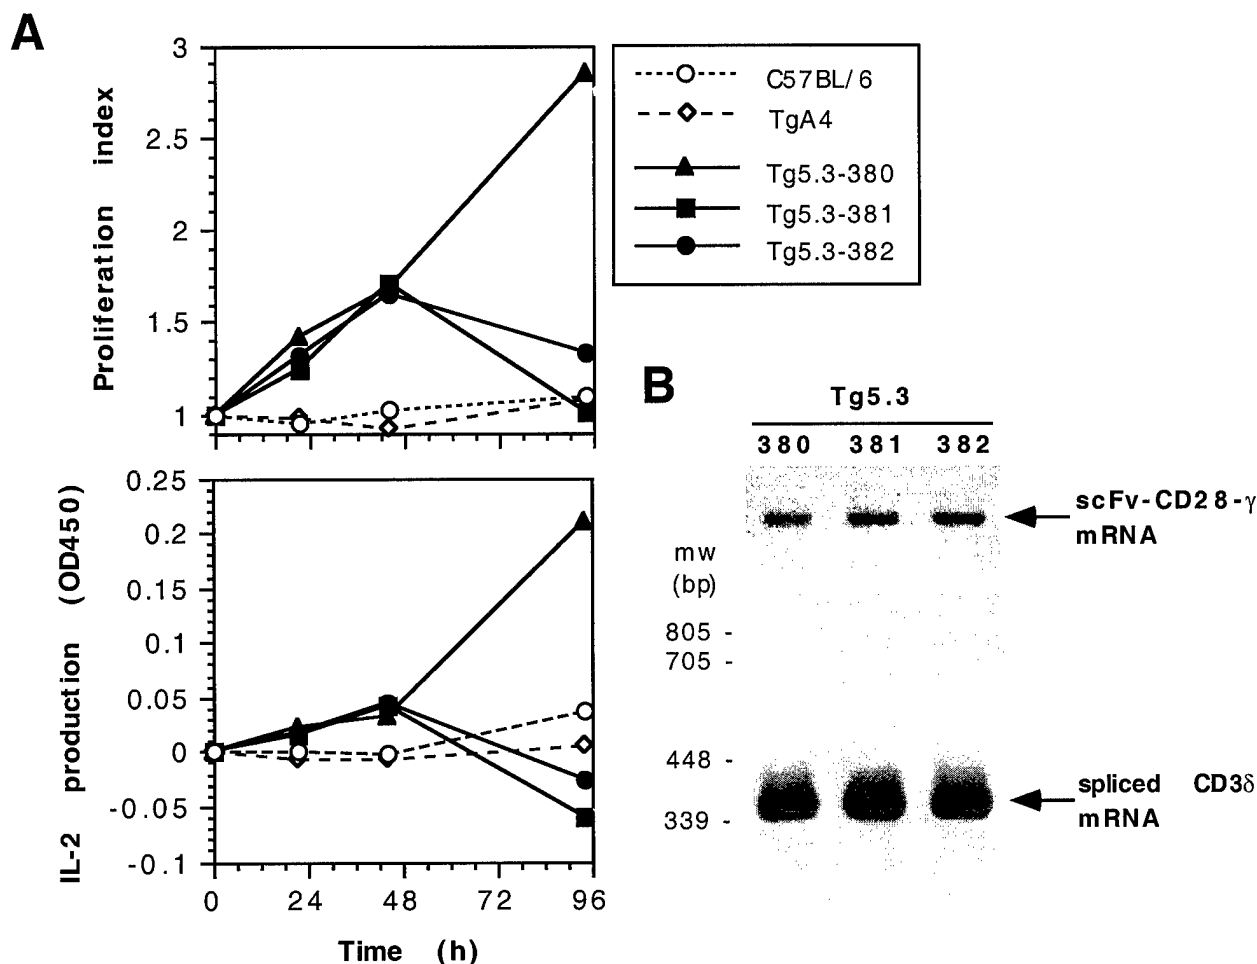 A
3
2.5
2
1.5
1
Proliferation index
C57BL/6
TgA4
Tg5.3-380
Tg5.3-381
Tg5.3-382
0.25
0.2
0.15
0.1
0.05
0
-0.05
-0.1
IL-2 production (OD450)
0 24 48 72 96
Time (h)
B
Tg5.3
380 381 382
scFv-CD28-γ
mRNA
mw
(bp)
805 -
705 -
448 -
339 -
spliced CD3δ
mRNA